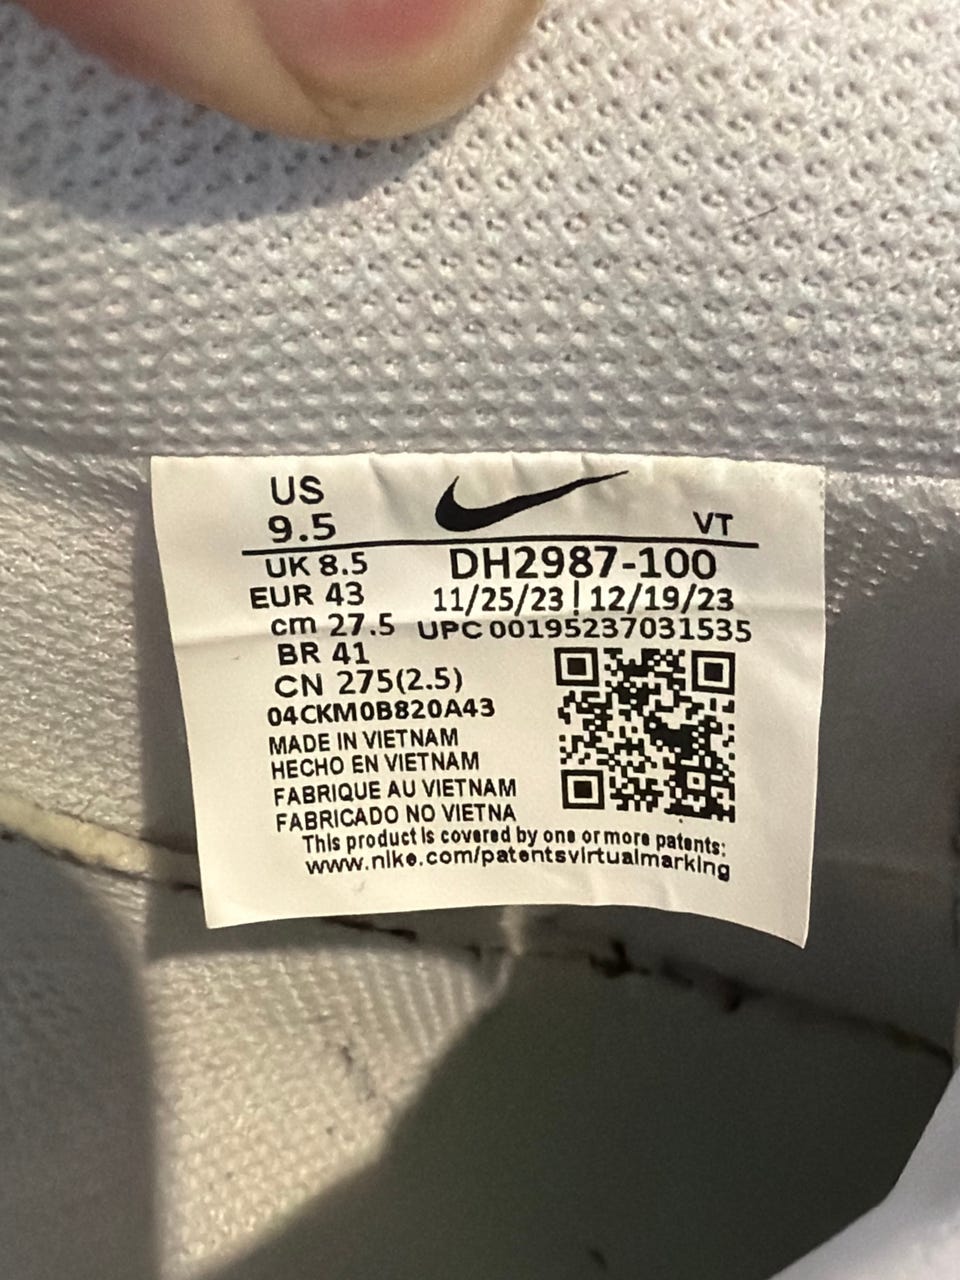 US
9.5
VT
UK 8.5
DH2987-100
EUR 43
11/25/23 | 12/19/23
cm 27.5
UPC 00195237031535
BR 41
CN 275(2.5)
04CKM0B820A43
MADE IN VIETNAM
HECHO EN VIETNAM
FABRIQUE AU VIETNAM
FABRICADO NO VIETNA
This product is covered by one or more patents:
www.nike.com/patentsvirtualmarking